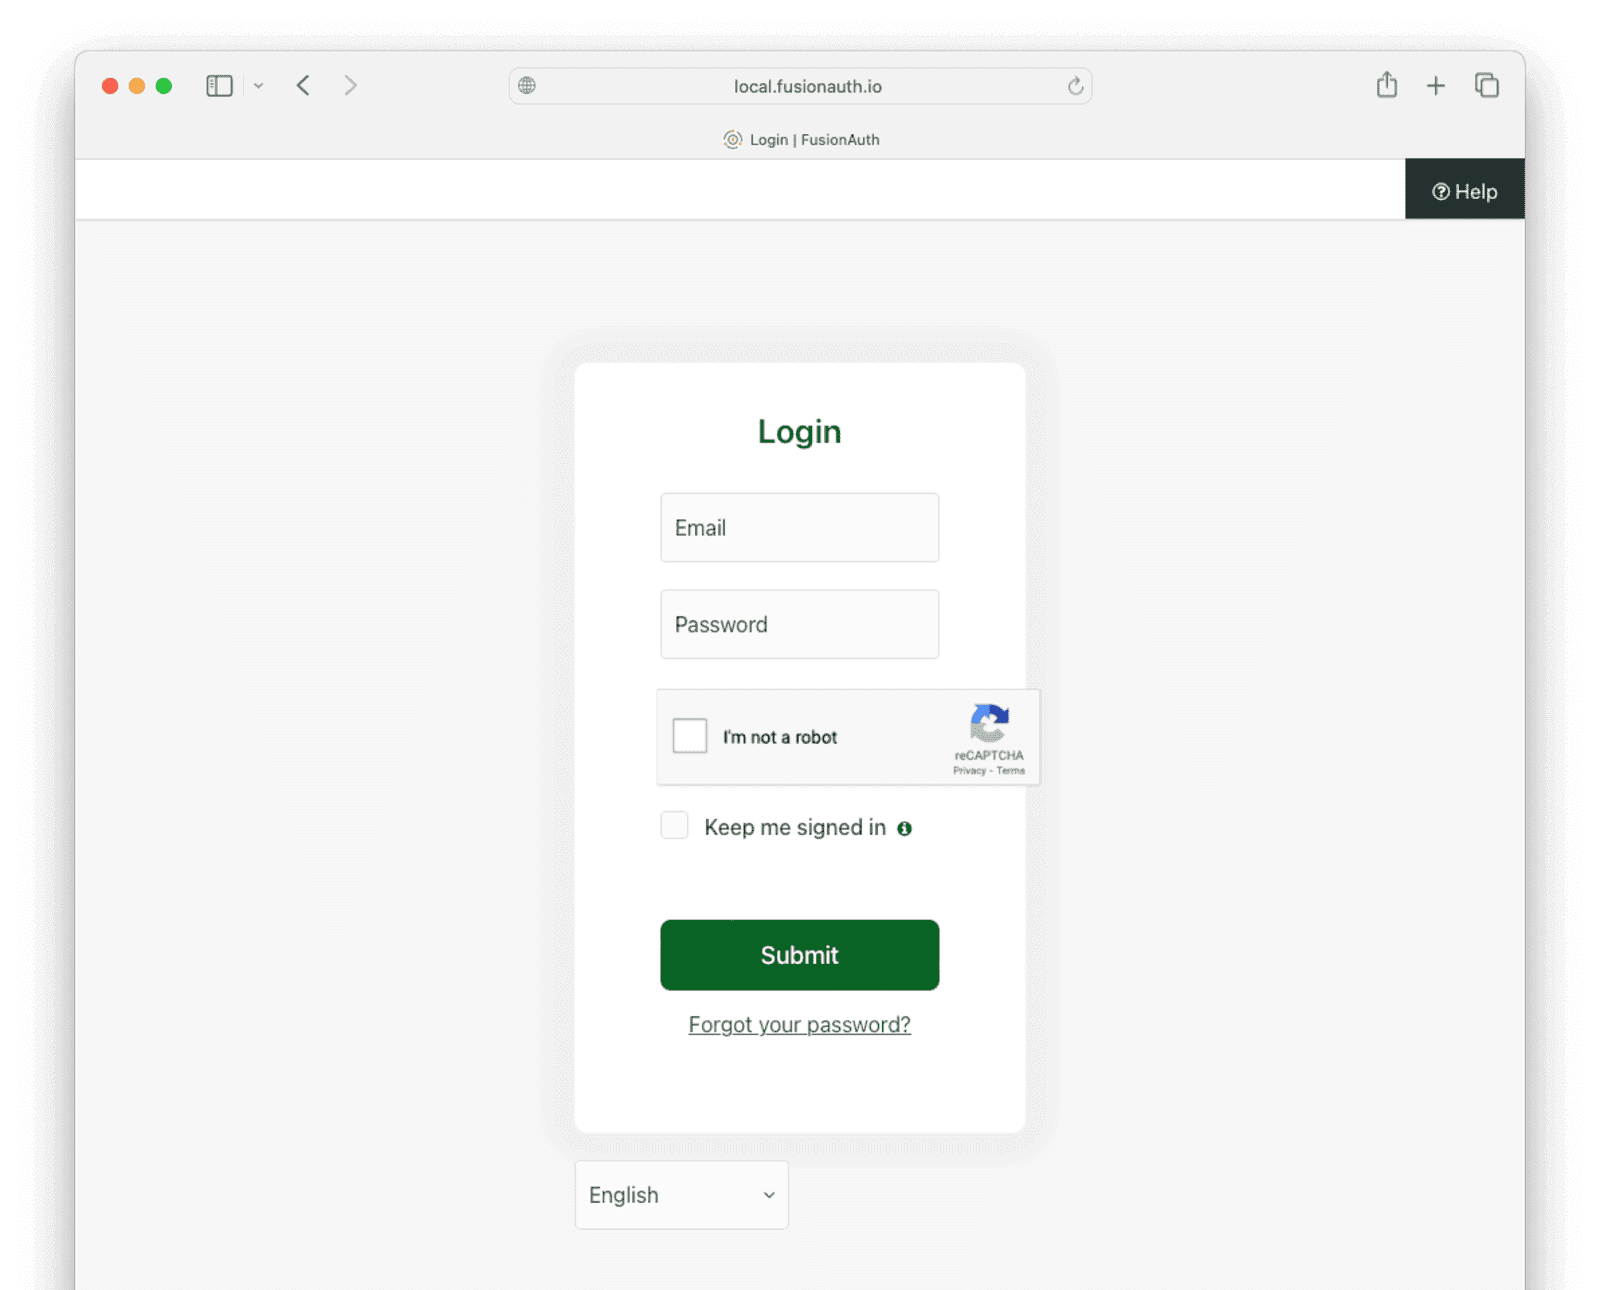 local.fusionauth.io
Login | FusionAuth
Help
Login
Email
Password
I'm not a robot
reCAPTCHA
Privacy - Terms
Keep me signed in
Submit
Forgot your password?
English